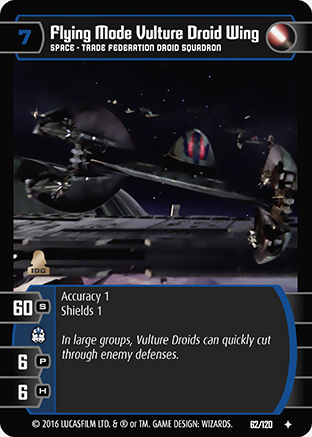 7
Flying Mode Vulture Droid Wing
SPACE - TRADE FEDERATION DROID SQUADRON
60 S
Accuracy 1
Shields 1
6 P
In large groups, Vulture Droids can quickly cut
through enemy defenses.
6 H
© 2016 LUCASFILM LTD. & ® or TM. GAME DESIGN: WIZARDS.
62/120